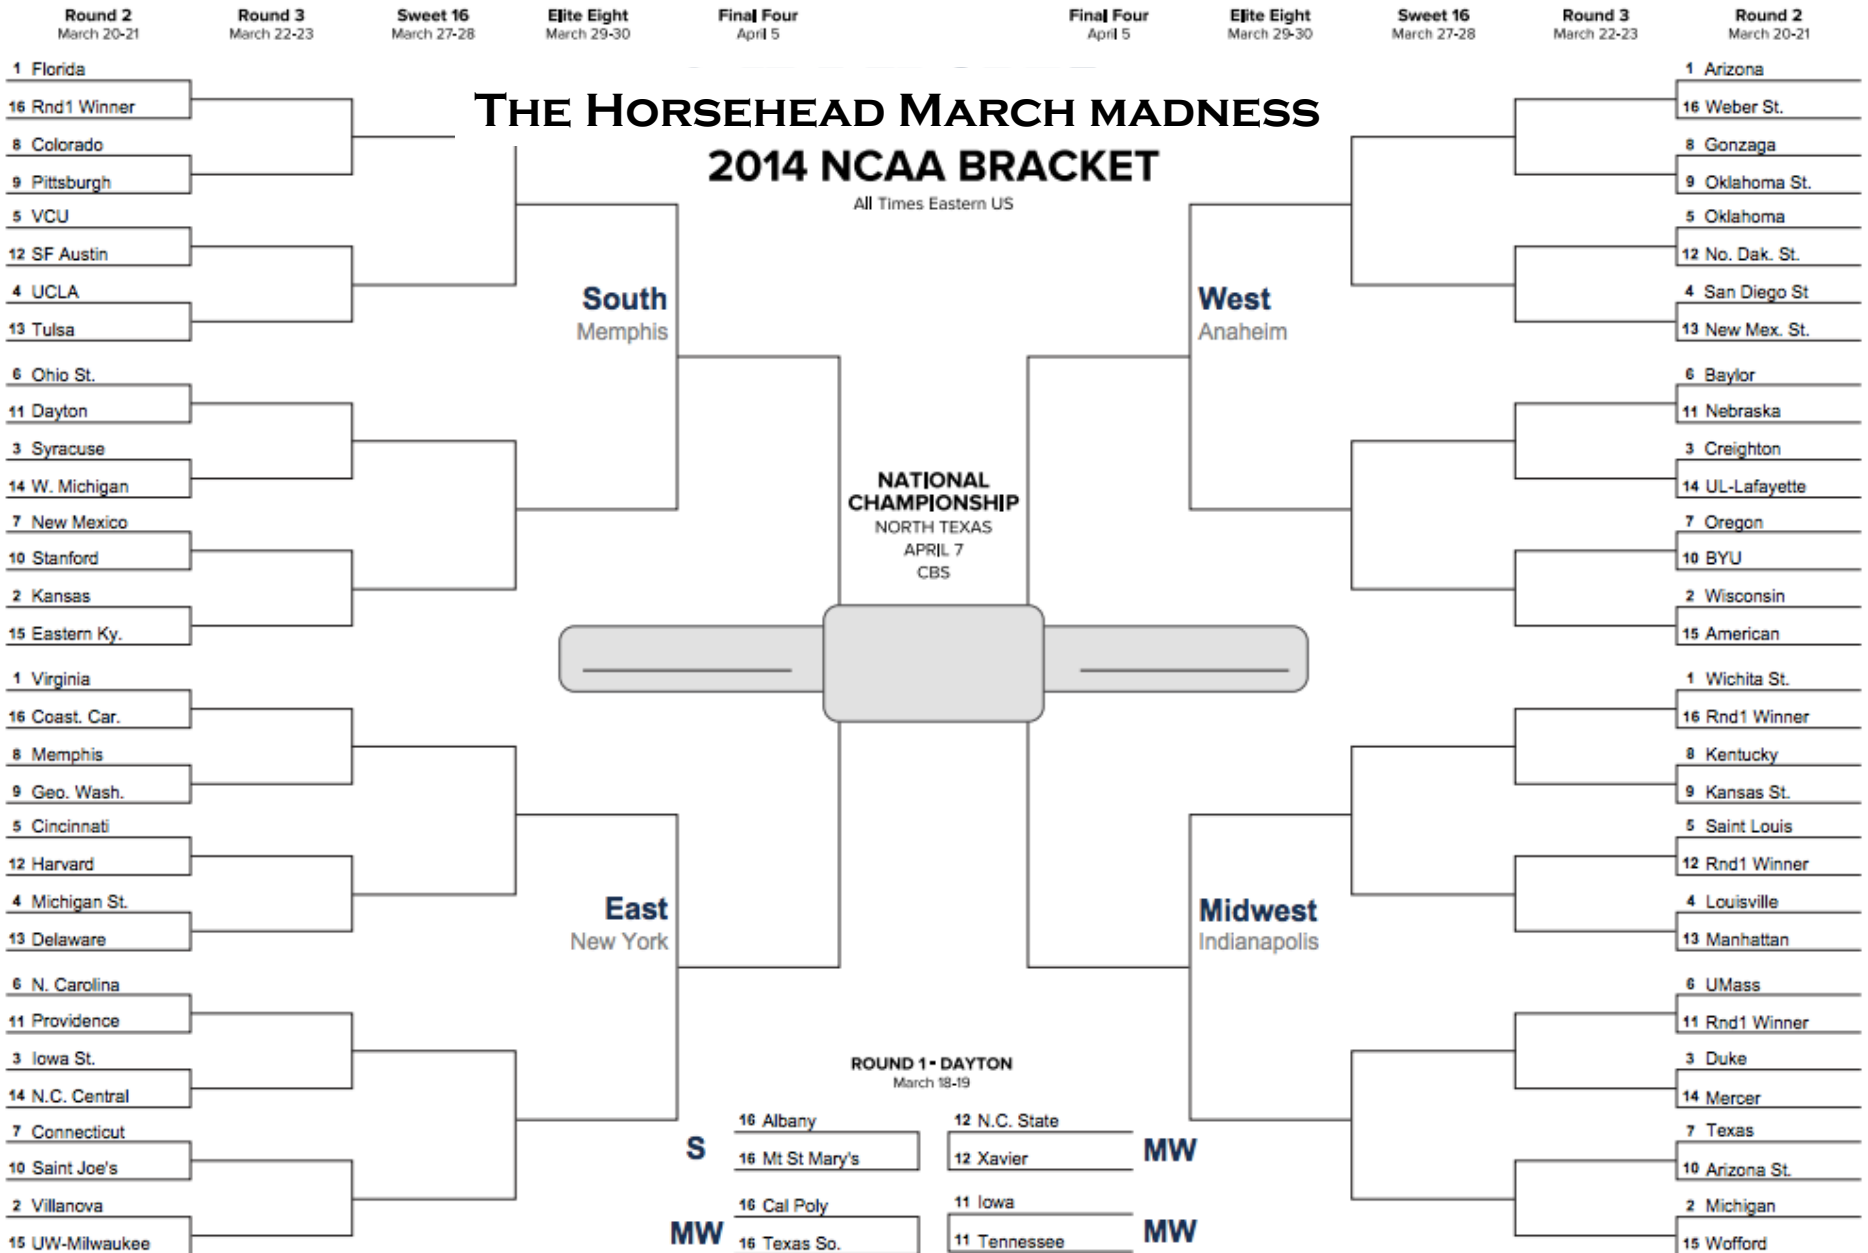 Round 2
March 20-21
Round 3
March 22-23
Sweet 16
March 27-28
Elite Eight
March 29-30
Final Four
April 5
Final Four
April 5
Elite Eight
March 29-30
Sweet 16
March 27-28
Round 3
March 22-23
Round 2
March 20-21
THE HORSEHEAD MARCH MADNESS
2014 NCAA BRACKET
All Times Eastern US
1 Florida
16 Rnd1 Winner
8 Colorado
9 Pittsburgh
5 VCU
12 SF Austin
4 UCLA
13 Tulsa
6 Ohio St.
11 Dayton
3 Syracuse
14 W. Michigan
7 New Mexico
10 Stanford
2 Kansas
15 Eastern Ky.
South
Memphis
1 Virginia
16 Coast. Car.
8 Memphis
9 Geo. Wash.
5 Cincinnati
12 Harvard
4 Michigan St.
13 Delaware
6 N. Carolina
11 Providence
3 Iowa St.
14 N.C. Central
7 Connecticut
10 Saint Joe's
2 Villanova
15 UW-Milwaukee
East
New York
NATIONAL
CHAMPIONSHIP
NORTH TEXAS
APRIL 7
CBS
West
Anaheim
1 Arizona
16 Weber St.
8 Gonzaga
9 Oklahoma St.
5 Oklahoma
12 No. Dak. St.
4 San Diego St
13 New Mex. St.
6 Baylor
11 Nebraska
3 Creighton
14 UL-Lafayette
7 Oregon
10 BYU
2 Wisconsin
15 American
Midwest
Indianapolis
1 Wichita St.
16 Rnd1 Winner
8 Kentucky
9 Kansas St.
5 Saint Louis
12 Rnd1 Winner
4 Louisville
13 Manhattan
6 UMass
11 Rnd1 Winner
3 Duke
14 Mercer
7 Texas
10 Arizona St.
2 Michigan
15 Wofford
ROUND 1 - DAYTON
March 18-19
S
16 Albany
16 Mt St Mary's
12 N.C. State
12 Xavier
MW
MW
16 Cal Poly
16 Texas So.
11 Iowa
11 Tennessee
MW